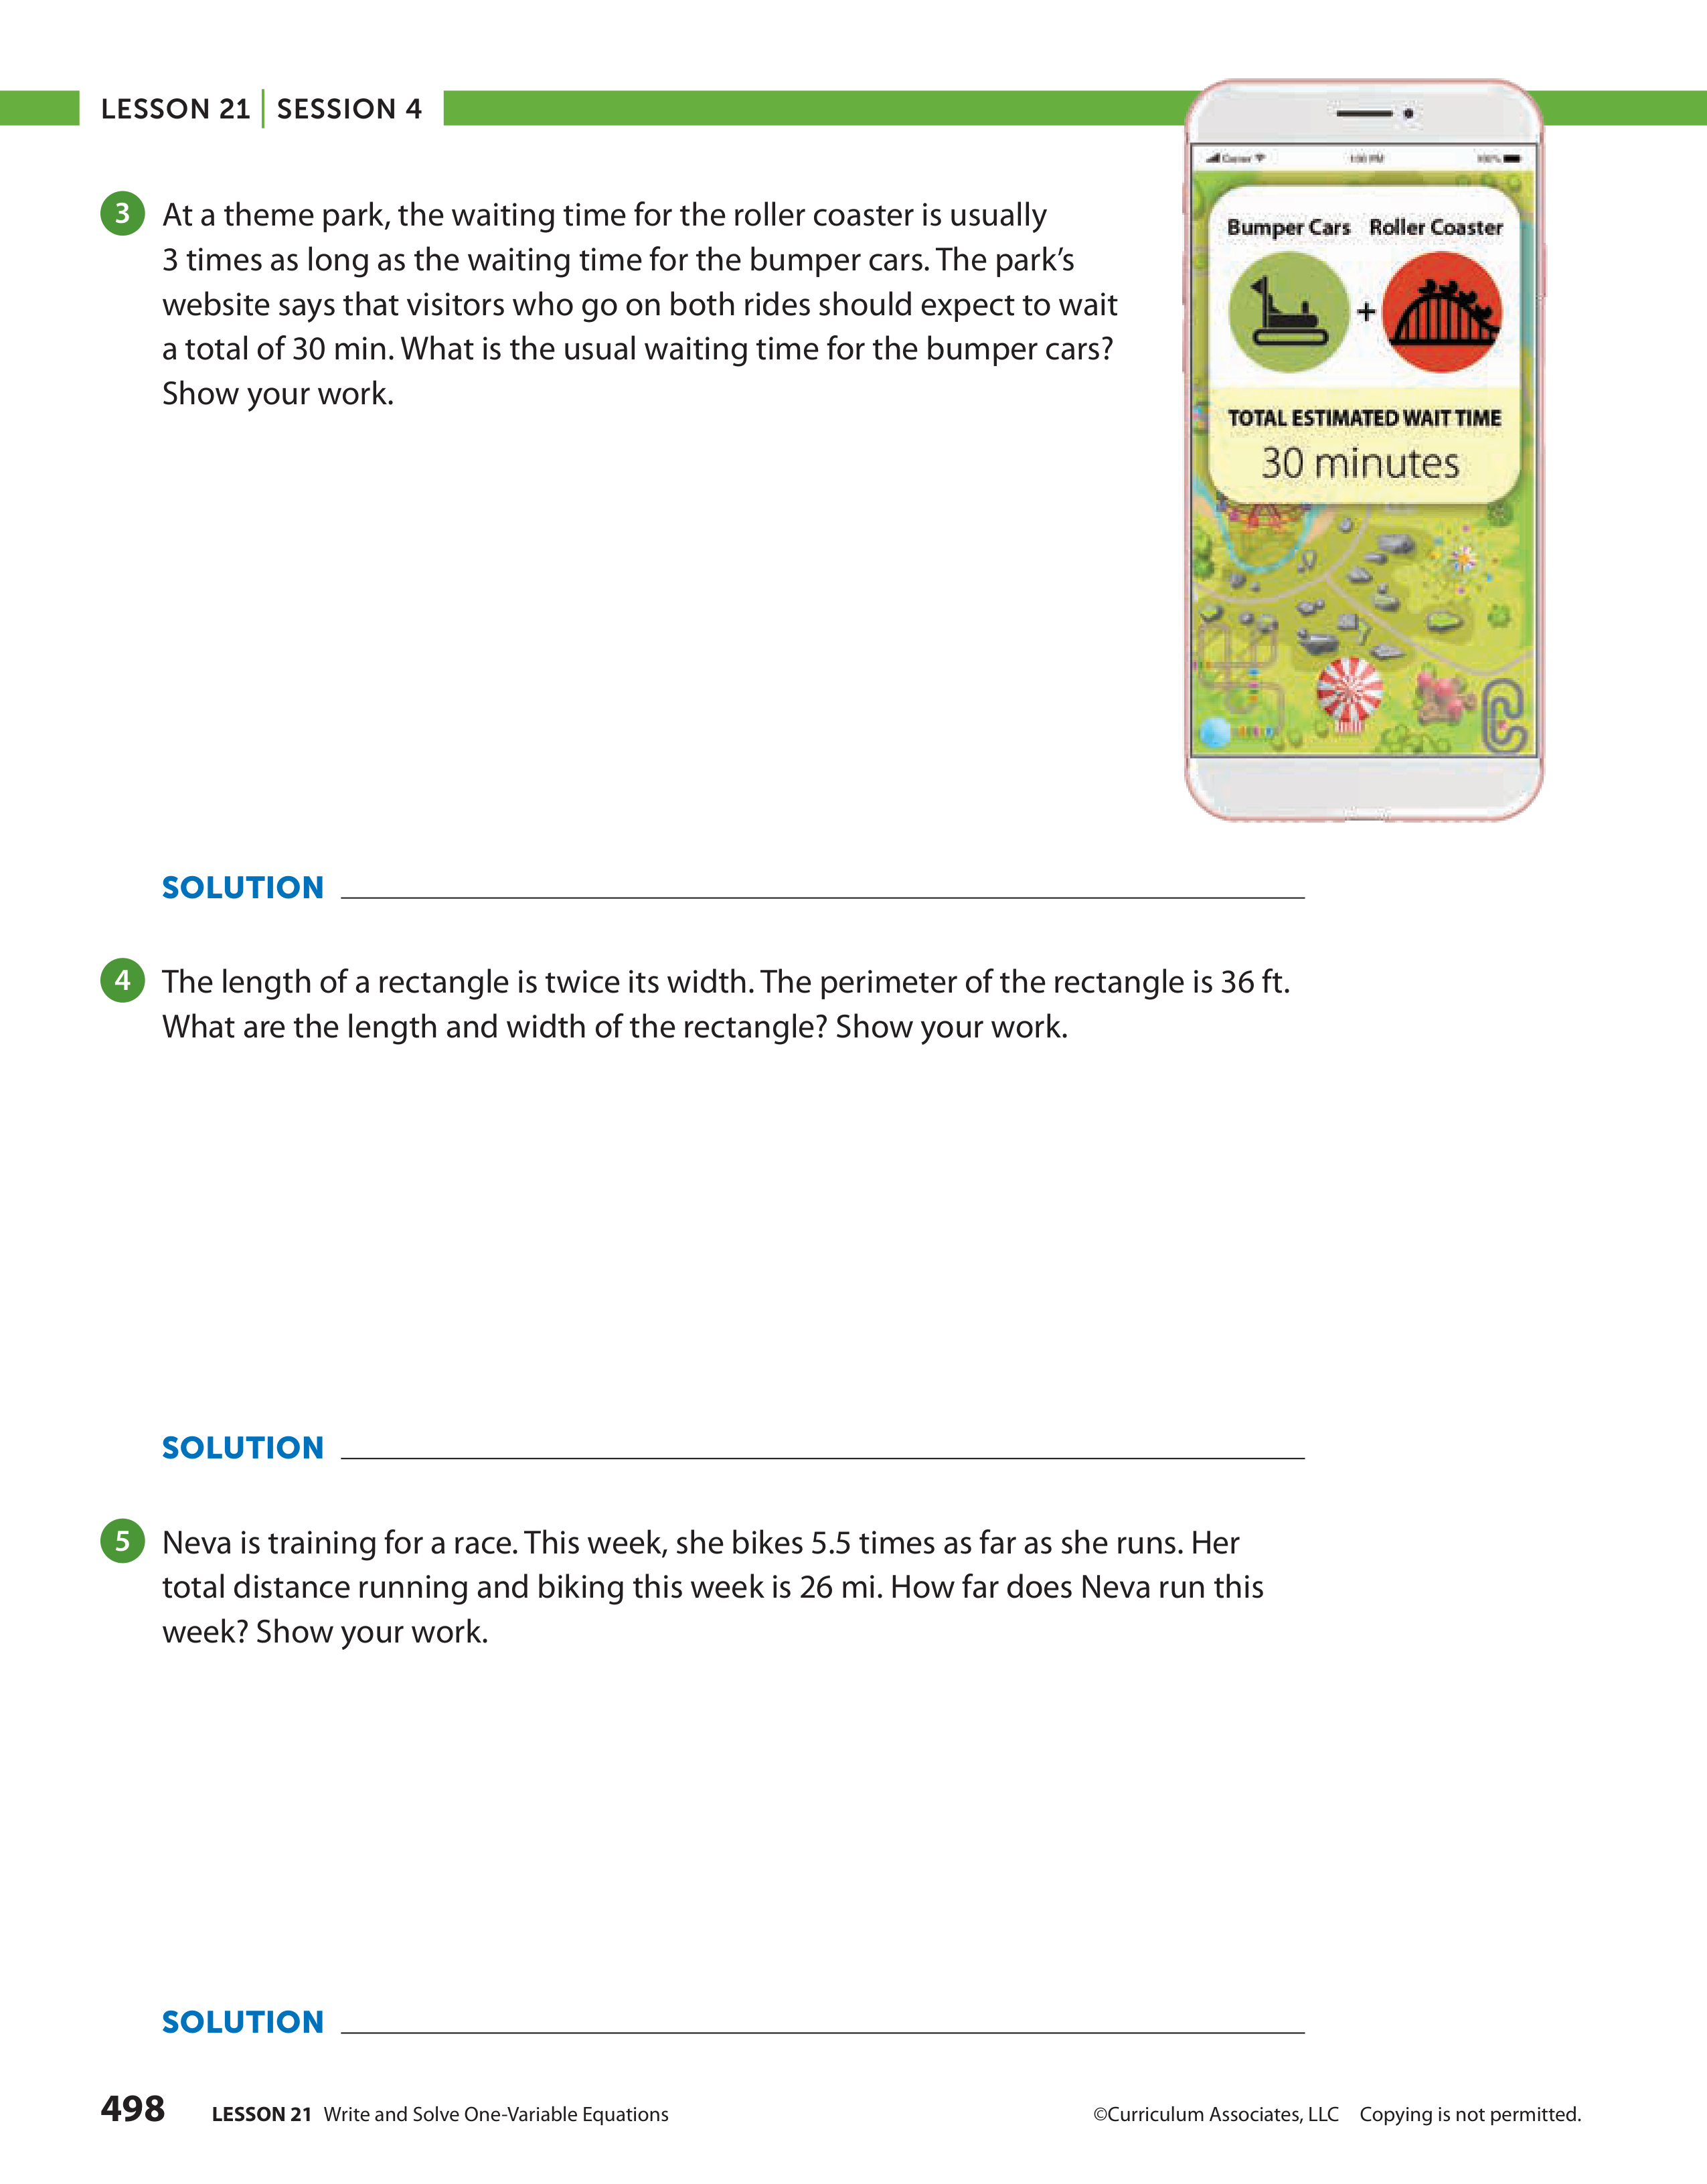 LESSON 21 | SESSION 4
Carrier 1:00 PM 100%
Bumper Cars Roller Coaster
+
TOTAL ESTIMATED WAIT TIME
30 minutes
3 At a theme park, the waiting time for the roller coaster is usually
3 times as long as the waiting time for the bumper cars. The park’s
website says that visitors who go on both rides should expect to wait
a total of 30 min. What is the usual waiting time for the bumper cars?
Show your work.
SOLUTION
4 The length of a rectangle is twice its width. The perimeter of the rectangle is 36 ft.
What are the length and width of the rectangle? Show your work.
SOLUTION
5 Neva is training for a race. This week, she bikes 5.5 times as far as she runs. Her
total distance running and biking this week is 26 mi. How far does Neva run this
week? Show your work.
SOLUTION
498 LESSON 21 Write and Solve One-Variable Equations ©Curriculum Associates, LLC Copying is not permitted.